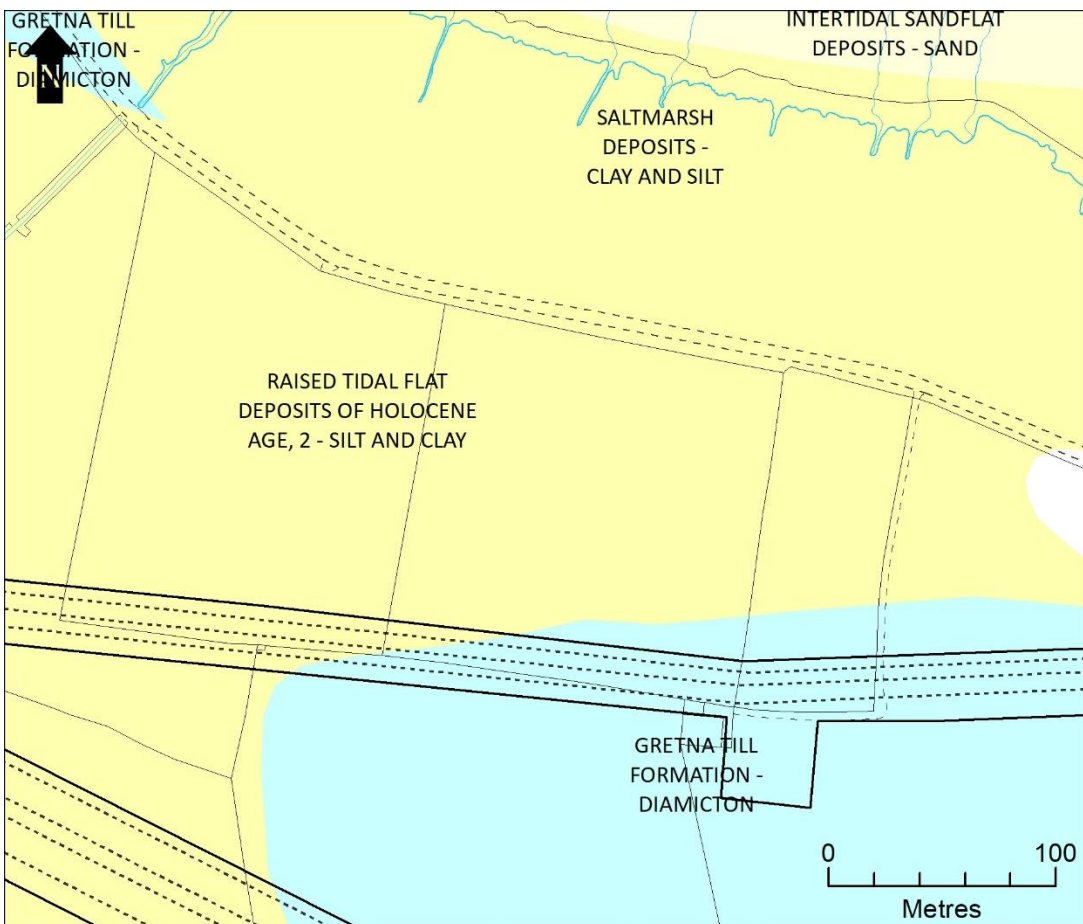 GRETNA TILL
FORMATION -
DIAMICTON
N
INTERTIDAL SANDFLAT
DEPOSITS - SAND
SALTMARSH
DEPOSITS -
CLAY AND SILT
RAISED TIDAL FLAT
DEPOSITS OF HOLOCENE
AGE, 2 - SILT AND CLAY
GRETNA TILL
FORMATION -
DIAMICTON
0 100
Metres